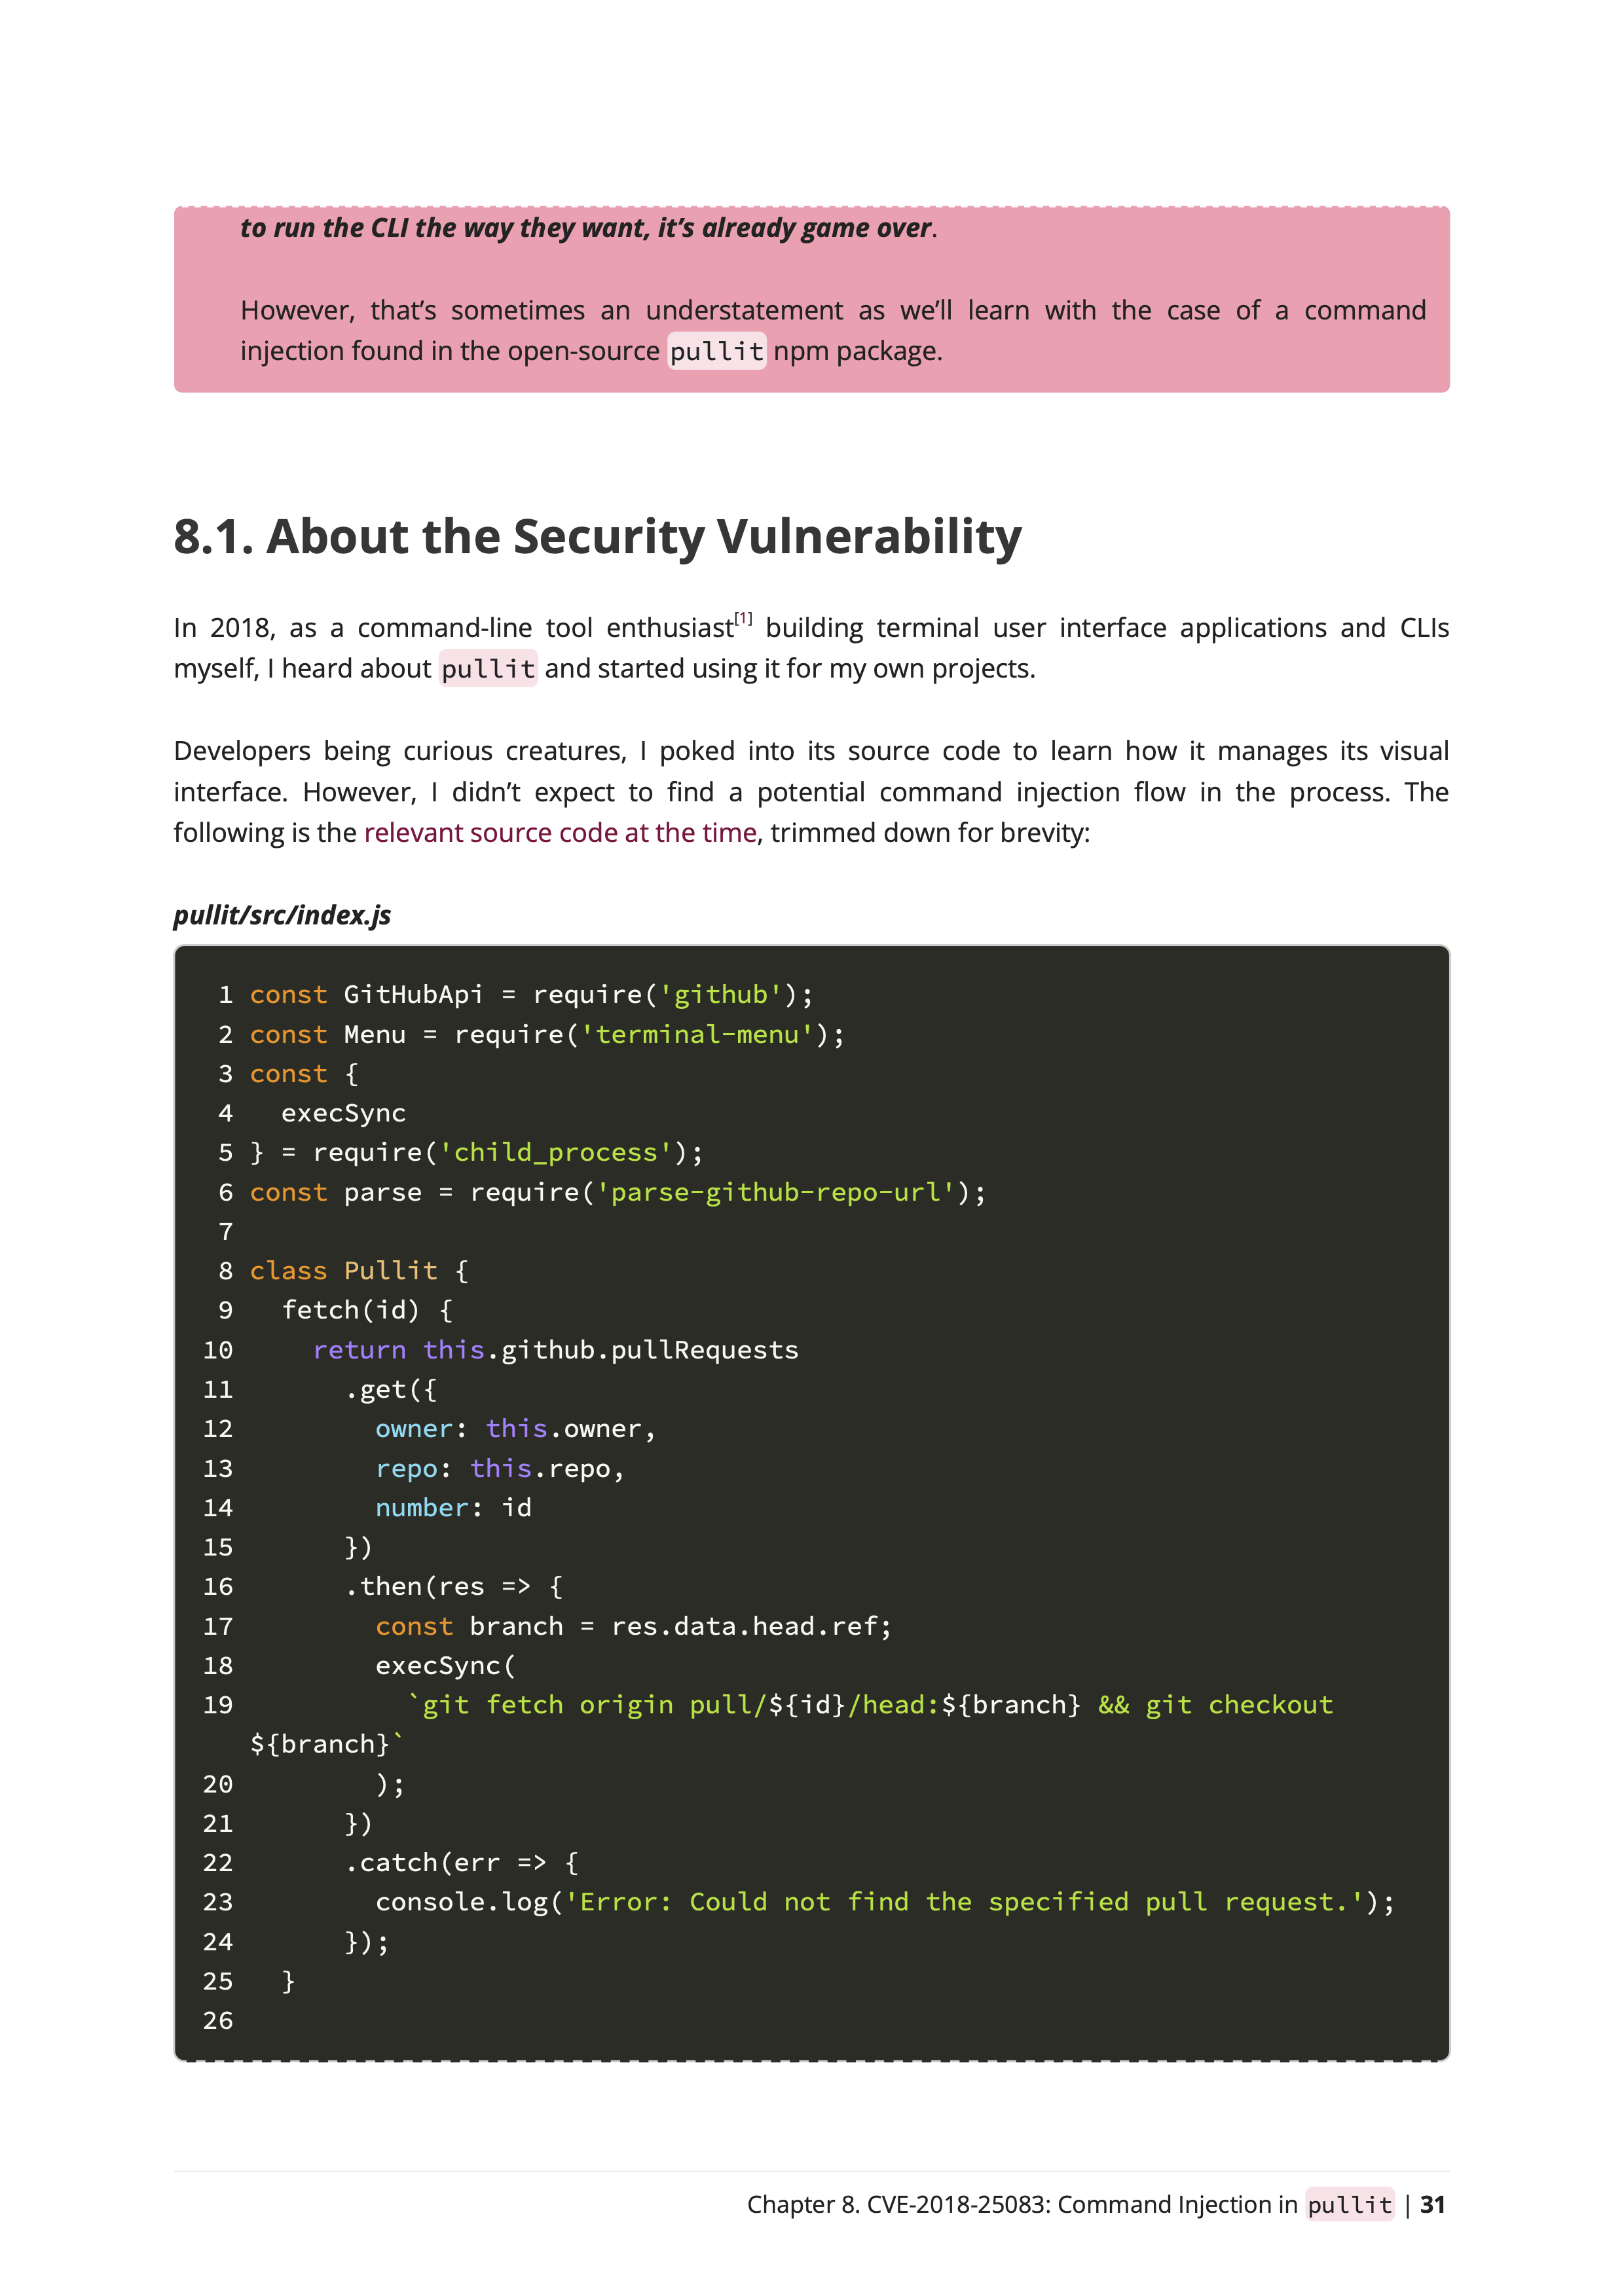 to run the CLI the way they want, it’s already game over.
However, that’s sometimes an understatement as we’ll learn with the case of a command
injection found in the open-source pullit npm package.
8.1. About the Security Vulnerability
In 2018, as a command-line tool enthusiast[1] building terminal user interface applications and CLIs
myself, I heard about pullit and started using it for my own projects.
Developers being curious creatures, I poked into its source code to learn how it manages its visual
interface. However, I didn’t expect to find a potential command injection flow in the process. The
following is the relevant source code at the time, trimmed down for brevity:
pullit/src/index.js
1 const GitHubApi = require('github');
2 const Menu = require('terminal-menu');
3 const {
4   execSync
5 } = require('child_process');
6 const parse = require('parse-github-repo-url');
7
8 class Pullit {
9   fetch(id) {
10     return this.github.pullRequests
11       .get({
12         owner: this.owner,
13         repo: this.repo,
14         number: id
15       })
16       .then(res => {
17         const branch = res.data.head.ref;
18         execSync(
19           `git fetch origin pull/${id}/head:${branch} && git checkout
${branch}`
20         );
21       })
22       .catch(err => {
23         console.log('Error: Could not find the specified pull request.');
24       });
25   }
26
Chapter 8. CVE-2018-25083: Command Injection in pullit | 31